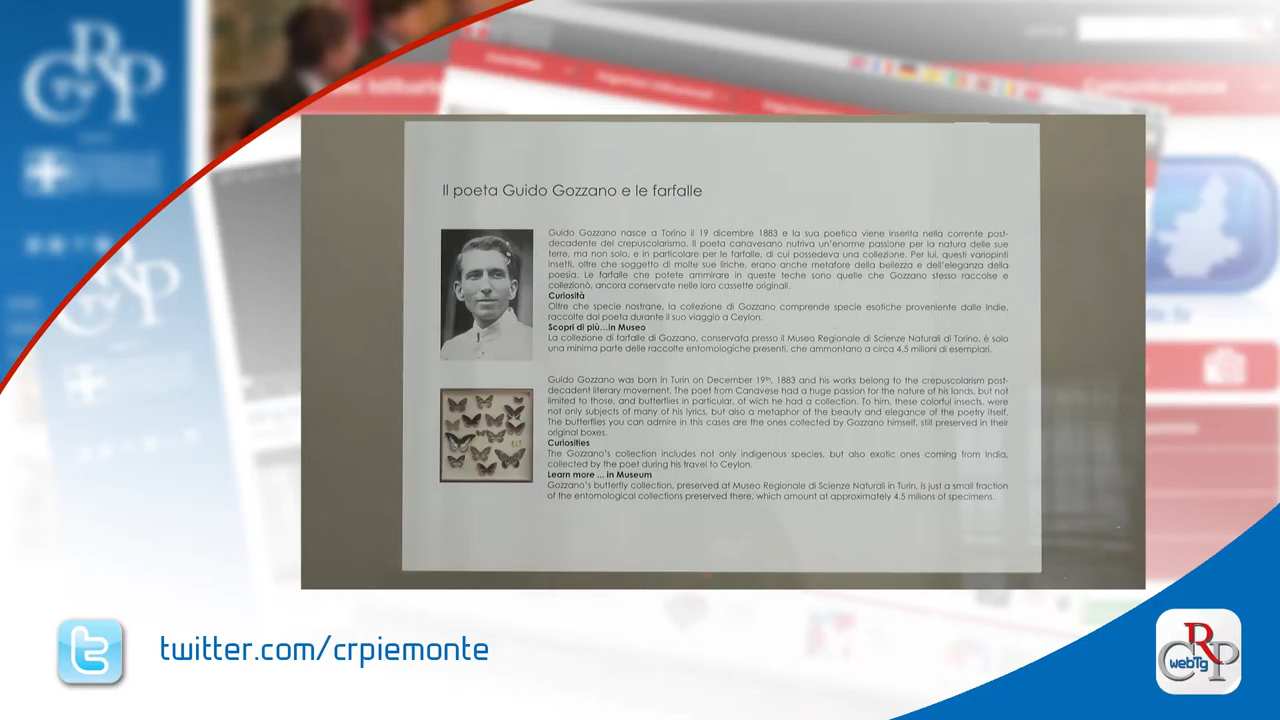 CRP
TV
Comunicazione
Il poeta Guido Gozzano e le farfalle
Guido Gozzano nasce a Torino il 19 dicembre 1883 e la sua poetica viene inserita nella corrente post-
decadente del crepuscolarismo. Il poeta canavesano nutriva un'enorme passione per la natura delle sue
terre, ma non solo, e in particolare per le farfalle, di cui possedeva una collezione. Per lui, questi variopinti
insetti, oltre che soggetto di molte sue liriche, erano anche metafore della bellezza e dell'eleganza della
poesia. Le farfalle che potete ammirare in queste teche sono quelle che Gozzano stesso raccolse e
collezionò, ancora conservate nelle loro cassette originali.
Curiosità
Oltre che specie nostrane, la collezione di Gozzano comprende specie esotiche proveniente dalle Indie,
raccolte dal poeta durante il suo viaggio a Ceylon.
Scopri di più...in Museo
La collezione di farfalle di Gozzano, conservata presso il Museo Regionale di Scienze Naturali di Torino, è solo
una minima parte delle raccolte entomologiche presenti, che ammontano a circa 4,5 milioni di esemplari.
Guido Gozzano was born in Turin on December 19th, 1883 and his works belong to the crepuscolarism post-
decadent literary movement. The poet from Canavese had a huge passion for the nature of his lands, but not
limited to those, and butterflies in particular, of wich he had a collection. To him, these colorful insects, were
not only subjects of many of his lyrics, but also a metaphor of the beauty and elegance of the poetry itself.
The butterflies you can admire in this cases are the ones collected by Gozzano himself, still preserved in their
original boxes.
Curiosities
The Gozzano's collection includes not only indigenous species, but also exotic ones coming from India,
collected by the poet during his travel to Ceylon.
Learn more ... in Museum
Gozzano's butterfly collection, preserved at Museo Regionale di Scienze Naturali in Turin, is just a small fraction
of the entomological collections preserved there, which amount at approximately 4.5 milions of specimens.
twitter.com/crpiemonte
CRP
webTg